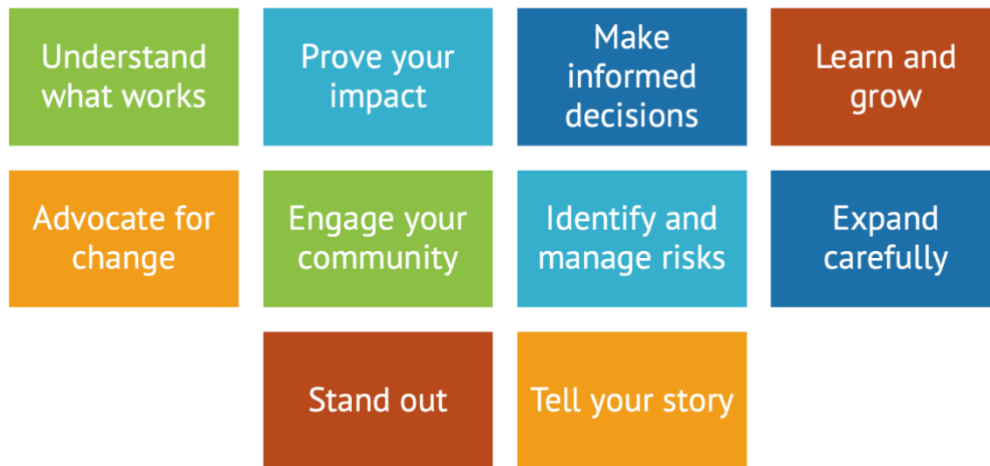 Understand
what works
Prove your
impact
Make
informed
decisions
Learn and
grow
Advocate for
change
Engage your
community
Identify and
manage risks
Expand
carefully
Stand out
Tell your story